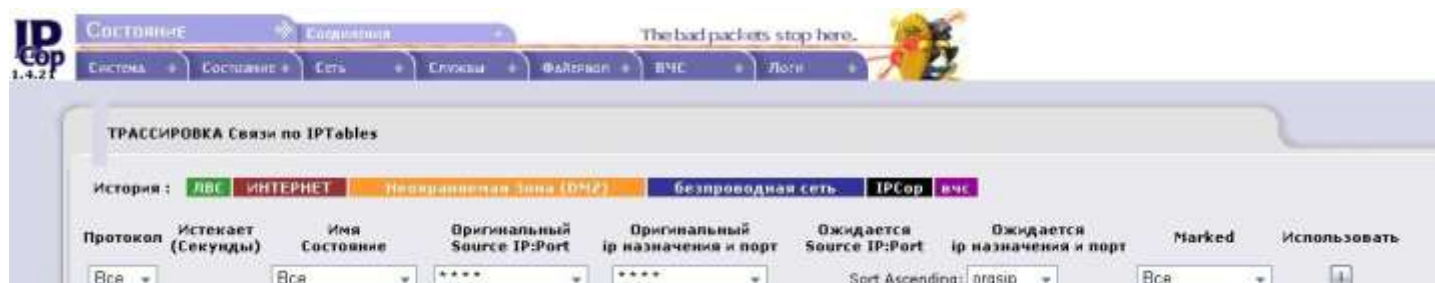 IP Cop 1.4.21
Состояние Соединения The bad packets stop here.
Система Состояние Сеть Службы Файервол ВЧС Логи
ТРАССИРОВКА Связи по IPTables
История : ЛВС ИНТЕРНЕТ Неохраняемая Зона (DMZ) безпроводная сеть IPCop вчс
Протокол Истекает (Секунды) Имя Состояние Оригинальный Source IP:Port Оригинальный ip назначения и порт Ожидается Source IP:Port Ожидается ip назначения и порт Marked Использовать
Все Все **** **** Sort Ascending: orgsip Все